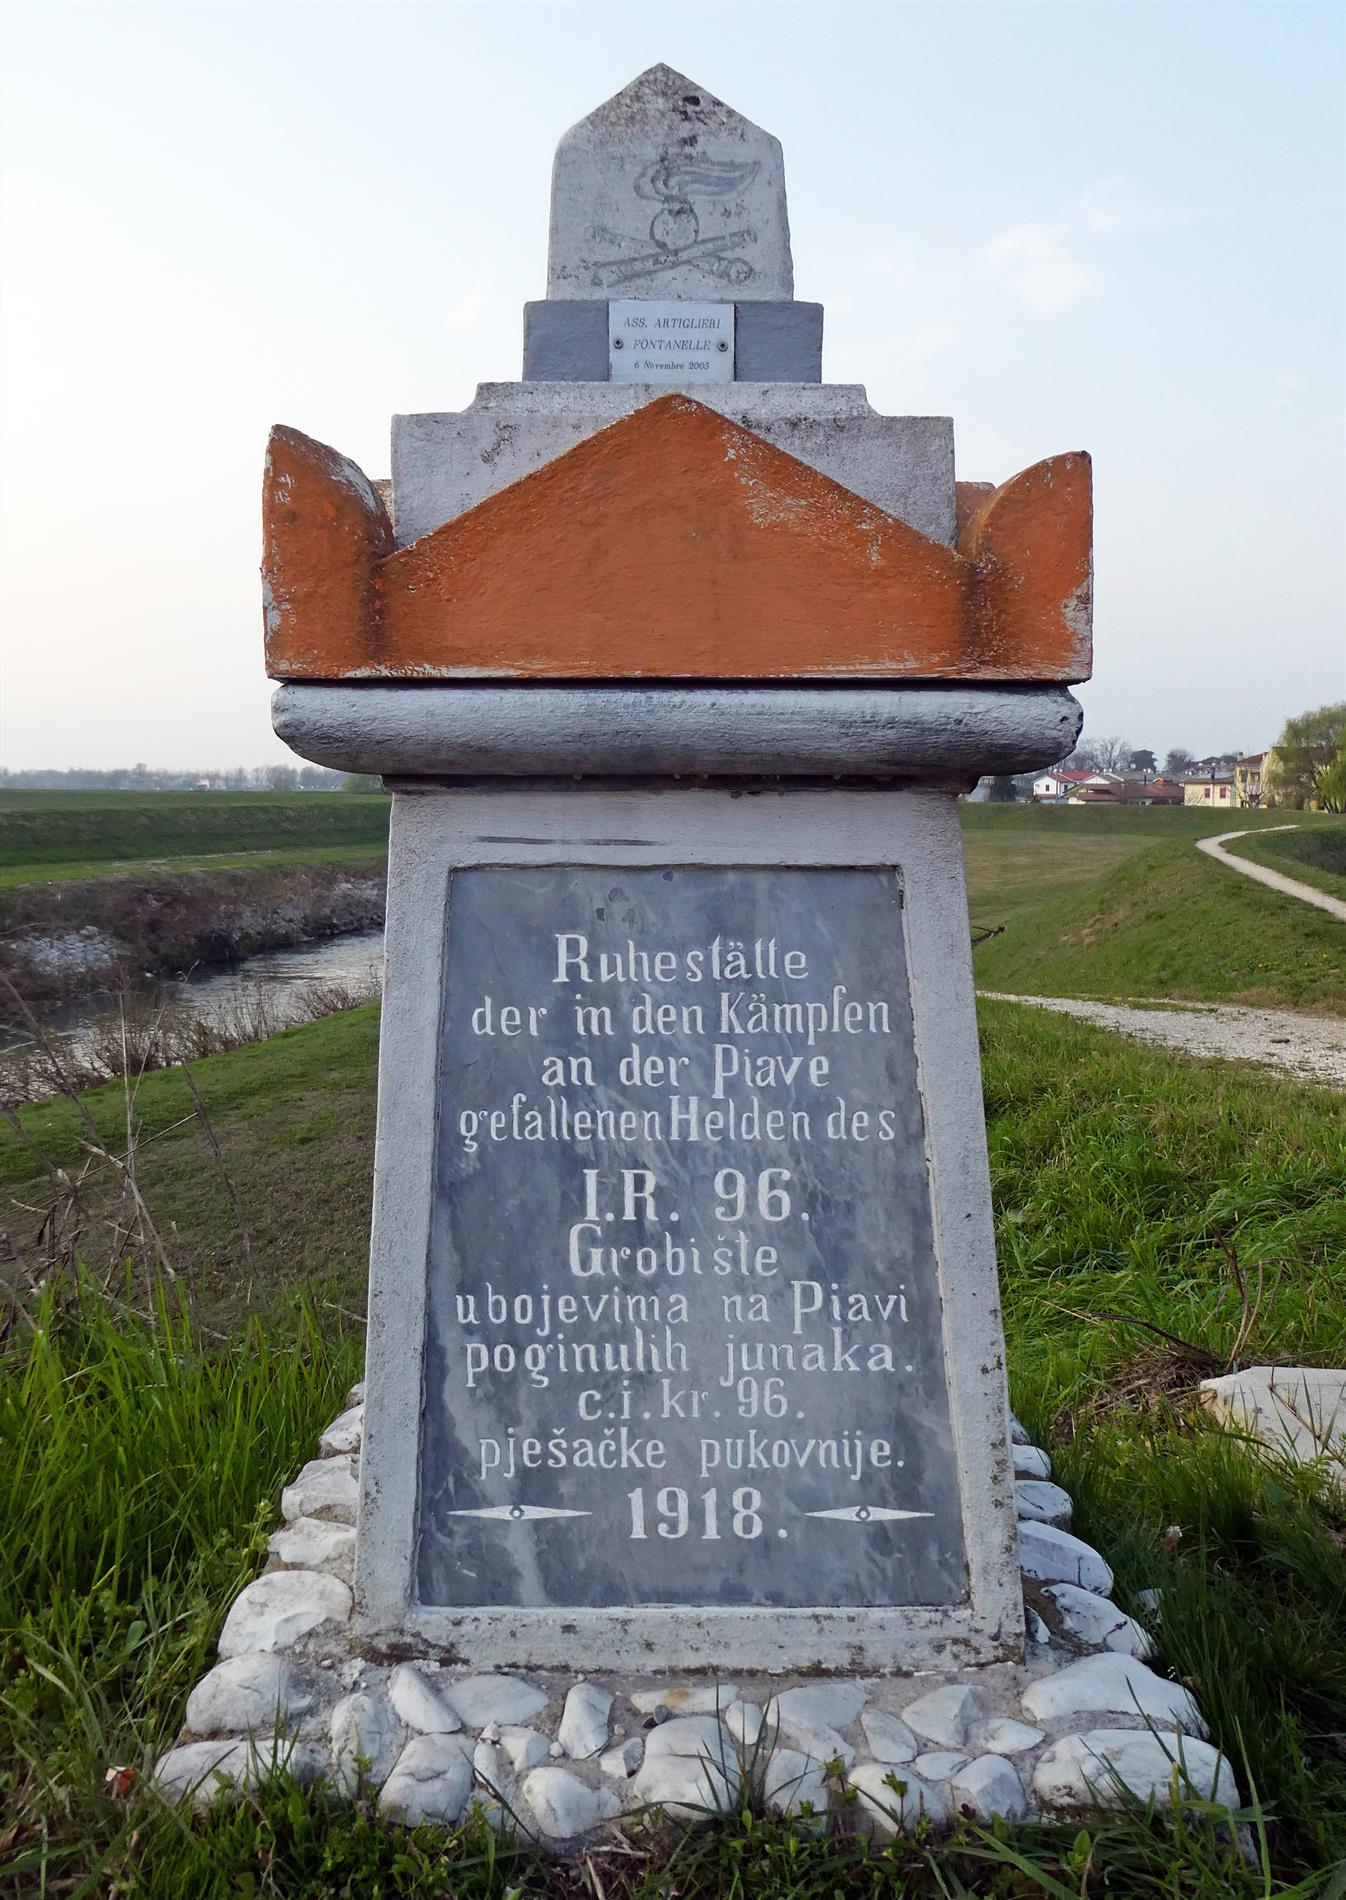 ASS. ARTIGLIERI
FONTANELLE
6 Novembre 2005
Ruhestätte
der in den Kämpfen
an der Piave
gefallenen Helden des
I.R. 96.
Grobište
ubojevima na Piavi
poginulih junaka.
c.i.kr. 96.
pješačke pukovnije.
1918.